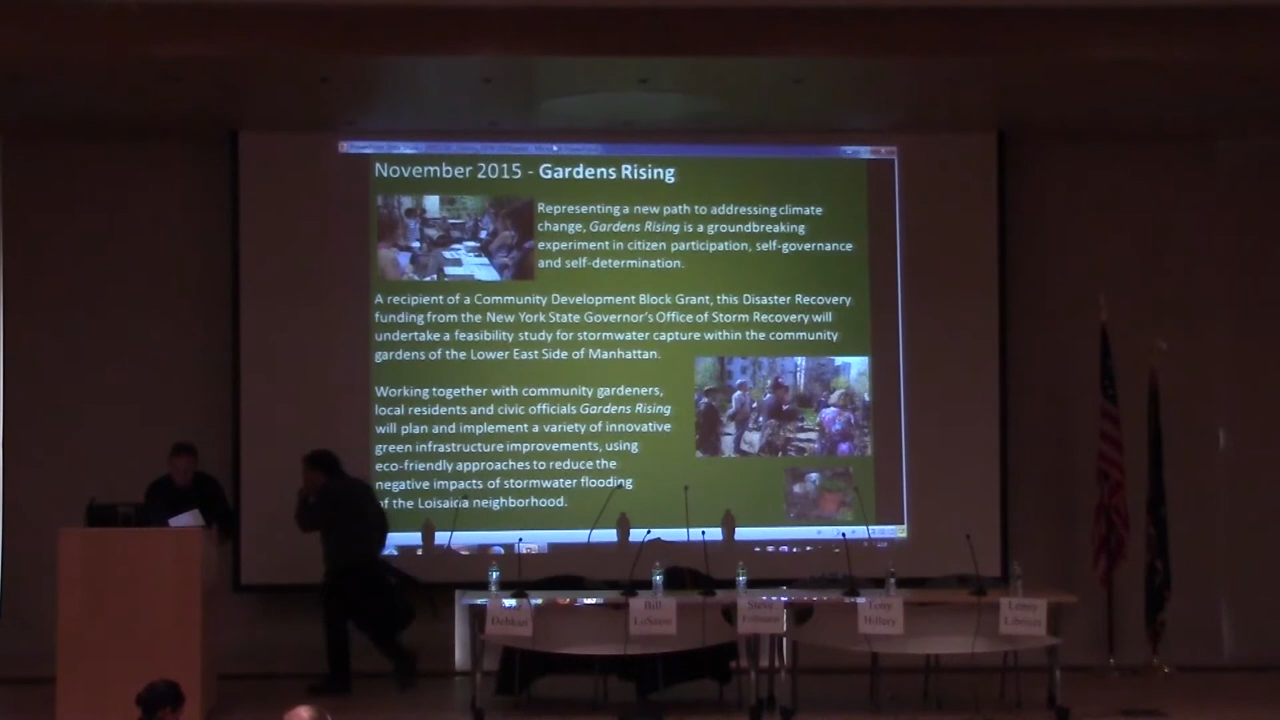 November 2015 - Gardens Rising
Representing a new path to addressing climate
change, Gardens Rising is a groundbreaking
experiment in citizen participation, self-governance
and self-determination.
A recipient of a Community Development Block Grant, this Disaster Recovery
funding from the New York State Governor's Office of Storm Recovery will
undertake a feasibility study for stormwater capture within the community
gardens of the Lower East Side of Manhattan.
Working together with community gardeners,
local residents and civic officials Gardens Rising
will plan and implement a variety of innovative
green infrastructure improvements, using
eco-friendly approaches to reduce the
negative impacts of stormwater flooding
of the Loisaida neighborhood.
Bill
Steve
Tony
Hillery
Lenny